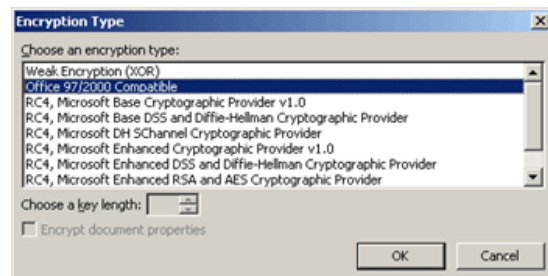 Encryption Type
Choose an encryption type:
Weak Encryption (XOR)
Office 97/2000 Compatible
RC4, Microsoft Base Cryptographic Provider v1.0
RC4, Microsoft Base DSS and Diffie-Hellman Cryptographic Provider
RC4, Microsoft DH SChannel Cryptographic Provider
RC4, Microsoft Enhanced Cryptographic Provider v1.0
RC4, Microsoft Enhanced DSS and Diffie-Hellman Cryptographic Provider
RC4, Microsoft Enhanced RSA and AES Cryptographic Provider
Choose a key length:
Encrypt document properties
OK Cancel